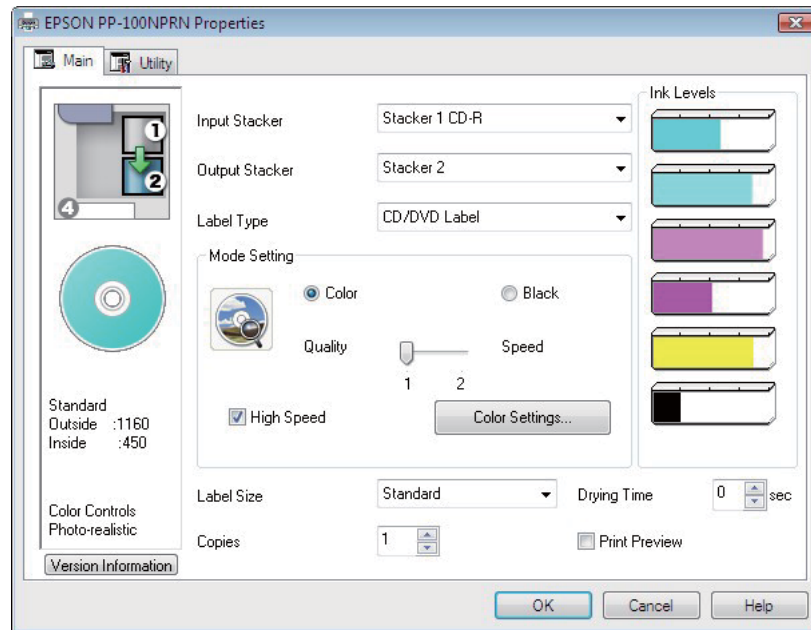 EPSON PP-100NPRN Properties
Main
Utility
1
2
4
Standard
Outside :1160
Inside :450
Color Controls
Photo-realistic
Version Information
Input Stacker Stacker 1 CD-R
Output Stacker Stacker 2
Label Type CD/DVD Label
Mode Setting
Color Black
Quality Speed
1 2
High Speed Color Settings...
Label Size Standard Drying Time 0 sec
Copies 1 Print Preview
Ink Levels
OK Cancel Help